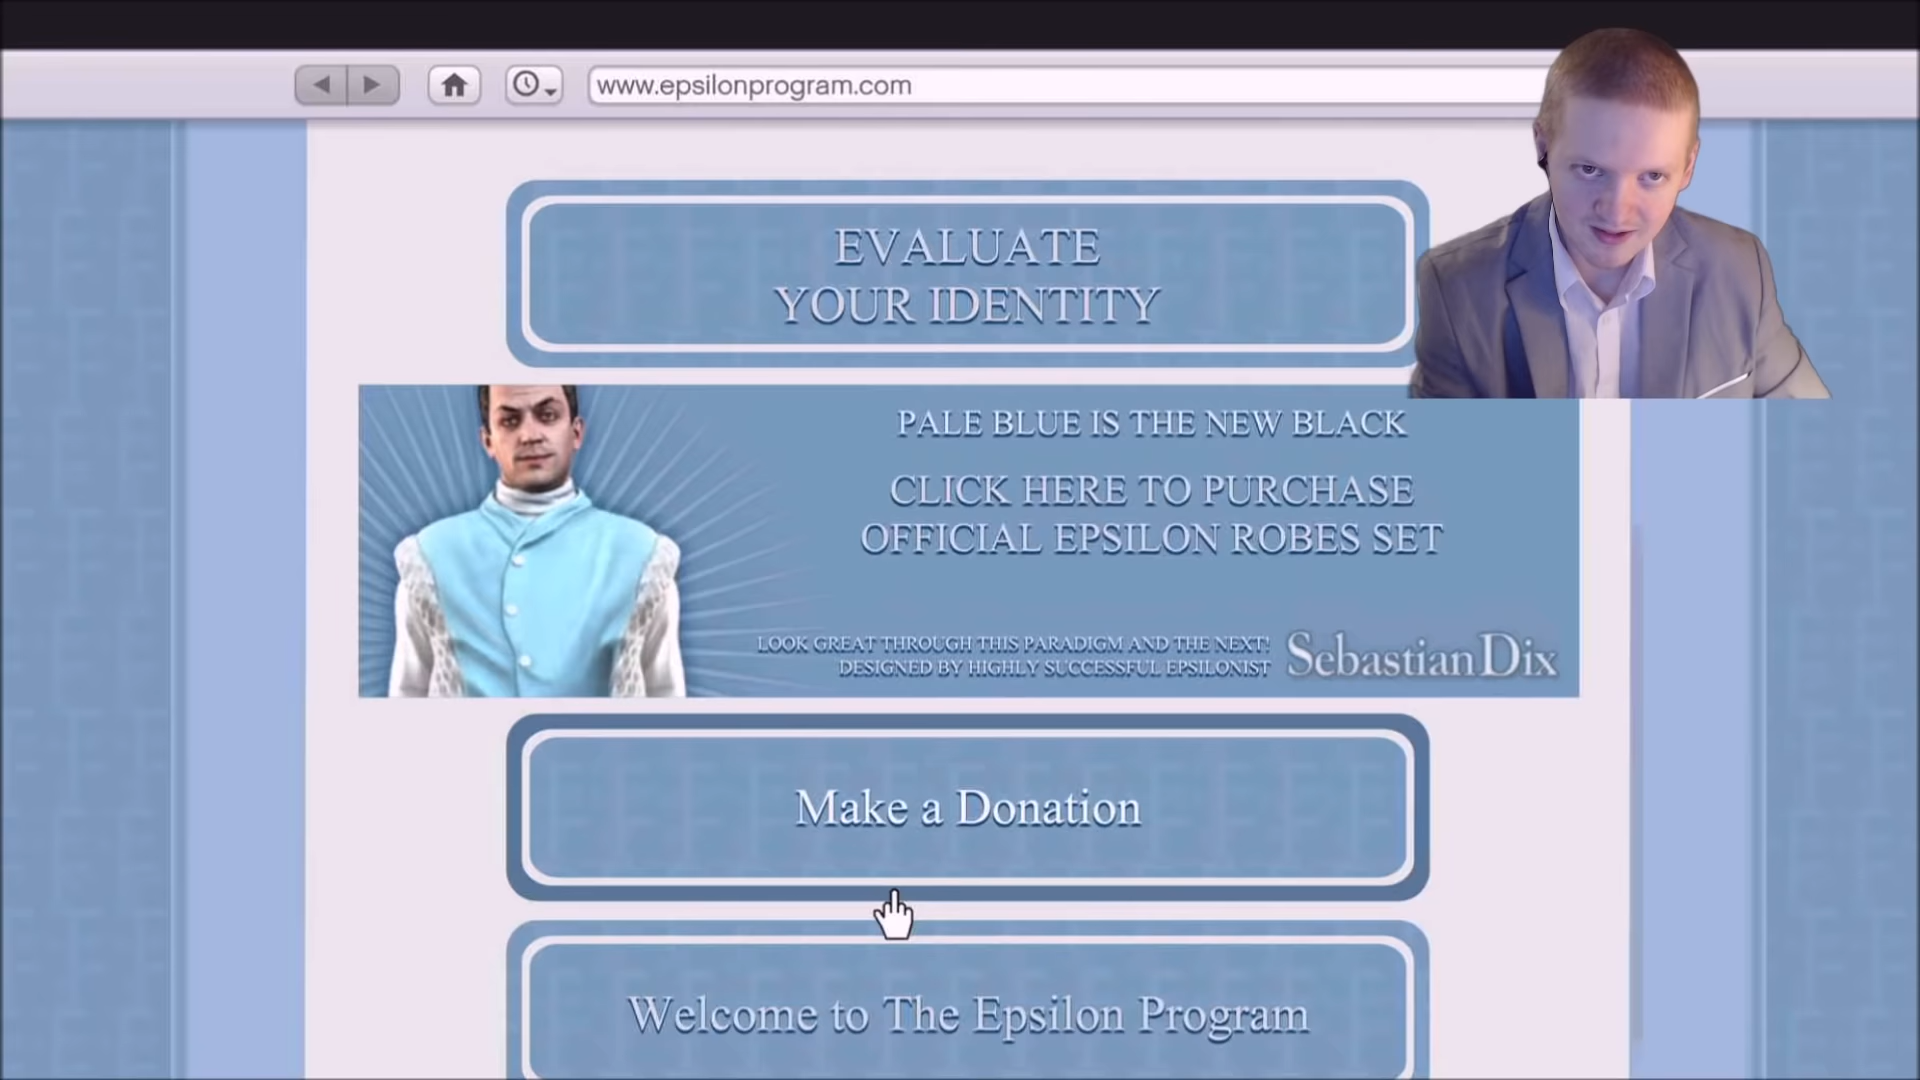 www.epsilonprogram.com
EVALUATE
YOUR IDENTITY
PALE BLUE IS THE NEW BLACK
CLICK HERE TO PURCHASE
OFFICIAL EPSILON ROBES SET
LOOK GREAT THROUGH THIS PARADIGM AND THE NEXT!
DESIGNED BY HIGHLY SUCCESSFUL EPSILONIST
SebastianDix
Make a Donation
Welcome to The Epsilon Program